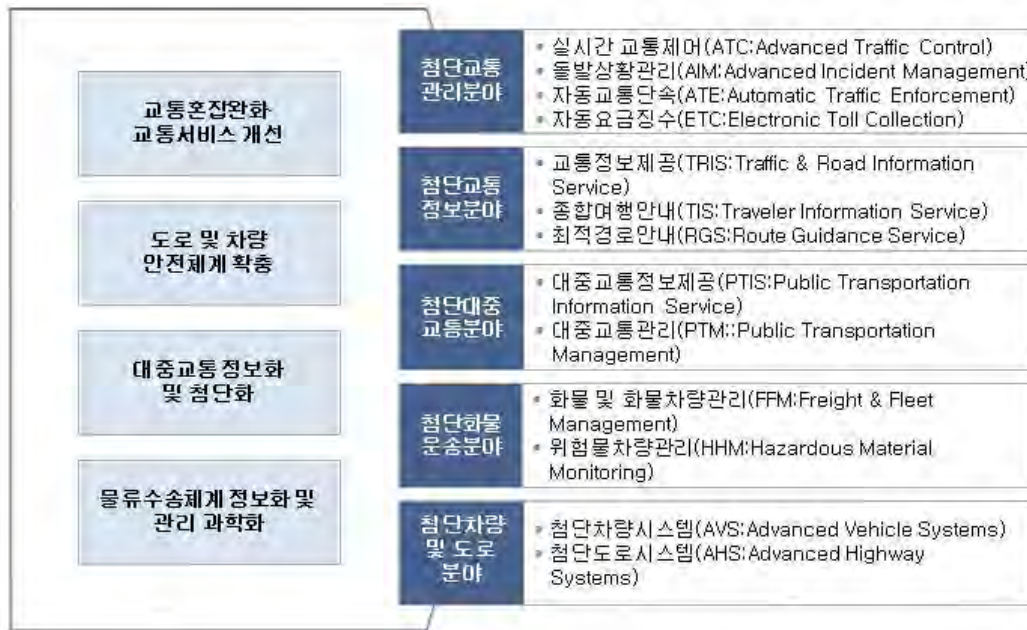 교통혼잡완화
교통서비스 개선
도로 및 차량
안전체계 확충
대중교통 정보화
및 첨단화
물류수송체계 정보화 및
관리 과학화
첨단교통
관리분야
• 실시간 교통제어(ATC:Advanced Traffic Control)
• 돌발상황관리(AIM:Advanced Incident Management)
• 자동교통단속(ATE:Automatic Traffic Enforcement)
• 자동요금징수(ETC:Electronic Toll Collection)
첨단교통
정보분야
• 교통정보제공(TRIS:Traffic & Road Information
Service)
• 종합여행안내(TIS:Traveler Information Service)
• 최적경로안내(RGS:Route Guidance Service)
첨단대중
교통분야
• 대중교통정보제공(PTIS:Public Transportation
Information Service)
• 대중교통관리(PTM::Public Transportation
Management)
첨단화물
운송분야
• 화물 및 화물차량관리(FFM:Freight & Fleet
Management)
• 위험물차량관리(HHM:Hazardous Material
Monitoring)
첨단차량
및 도로
분야
• 첨단차량시스템(AVS:Advanced Vehicle Systems)
• 첨단도로시스템(AHS:Advanced Highway
Systems)